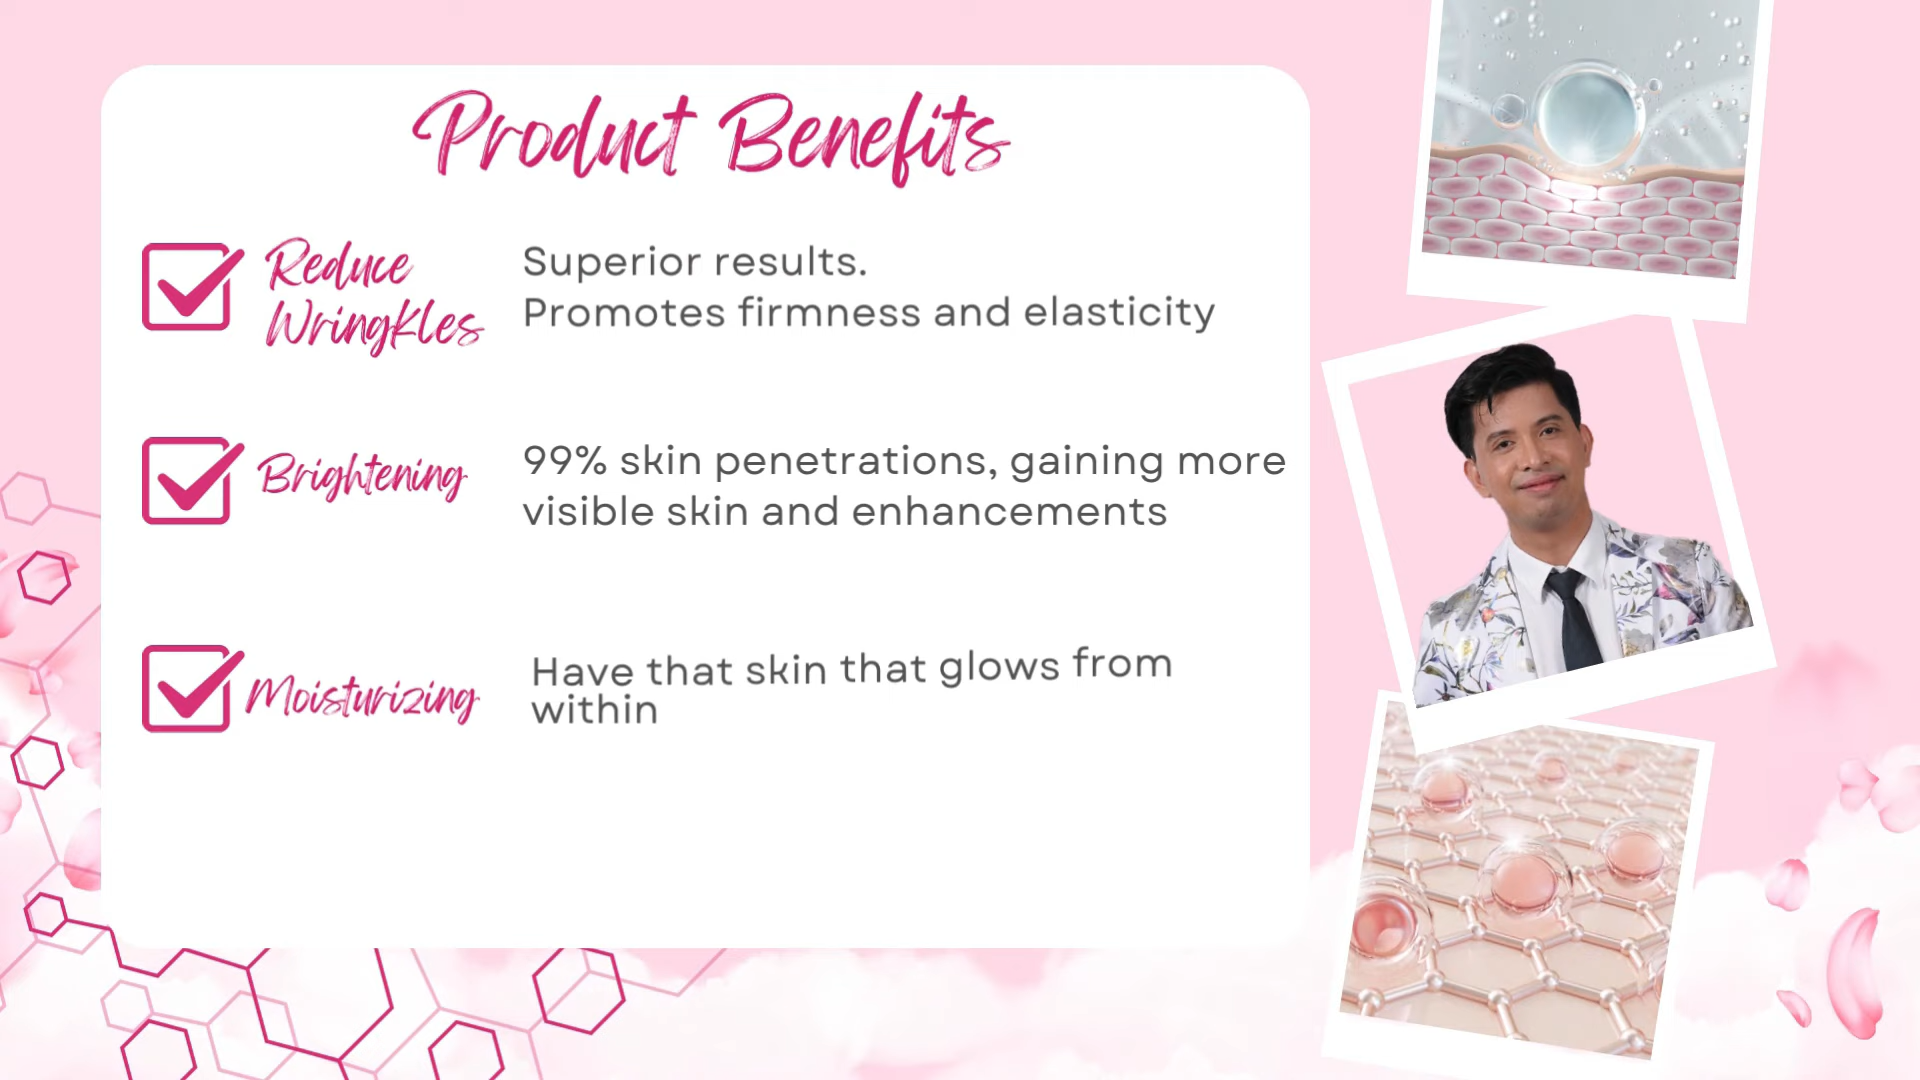 Product Benefits
Reduce
Wringkles
Superior results.
Promotes firmness and elasticity
Brightening
99% skin penetrations, gaining more
visible skin and enhancements
Moisturizing
Have that skin that glows from
within